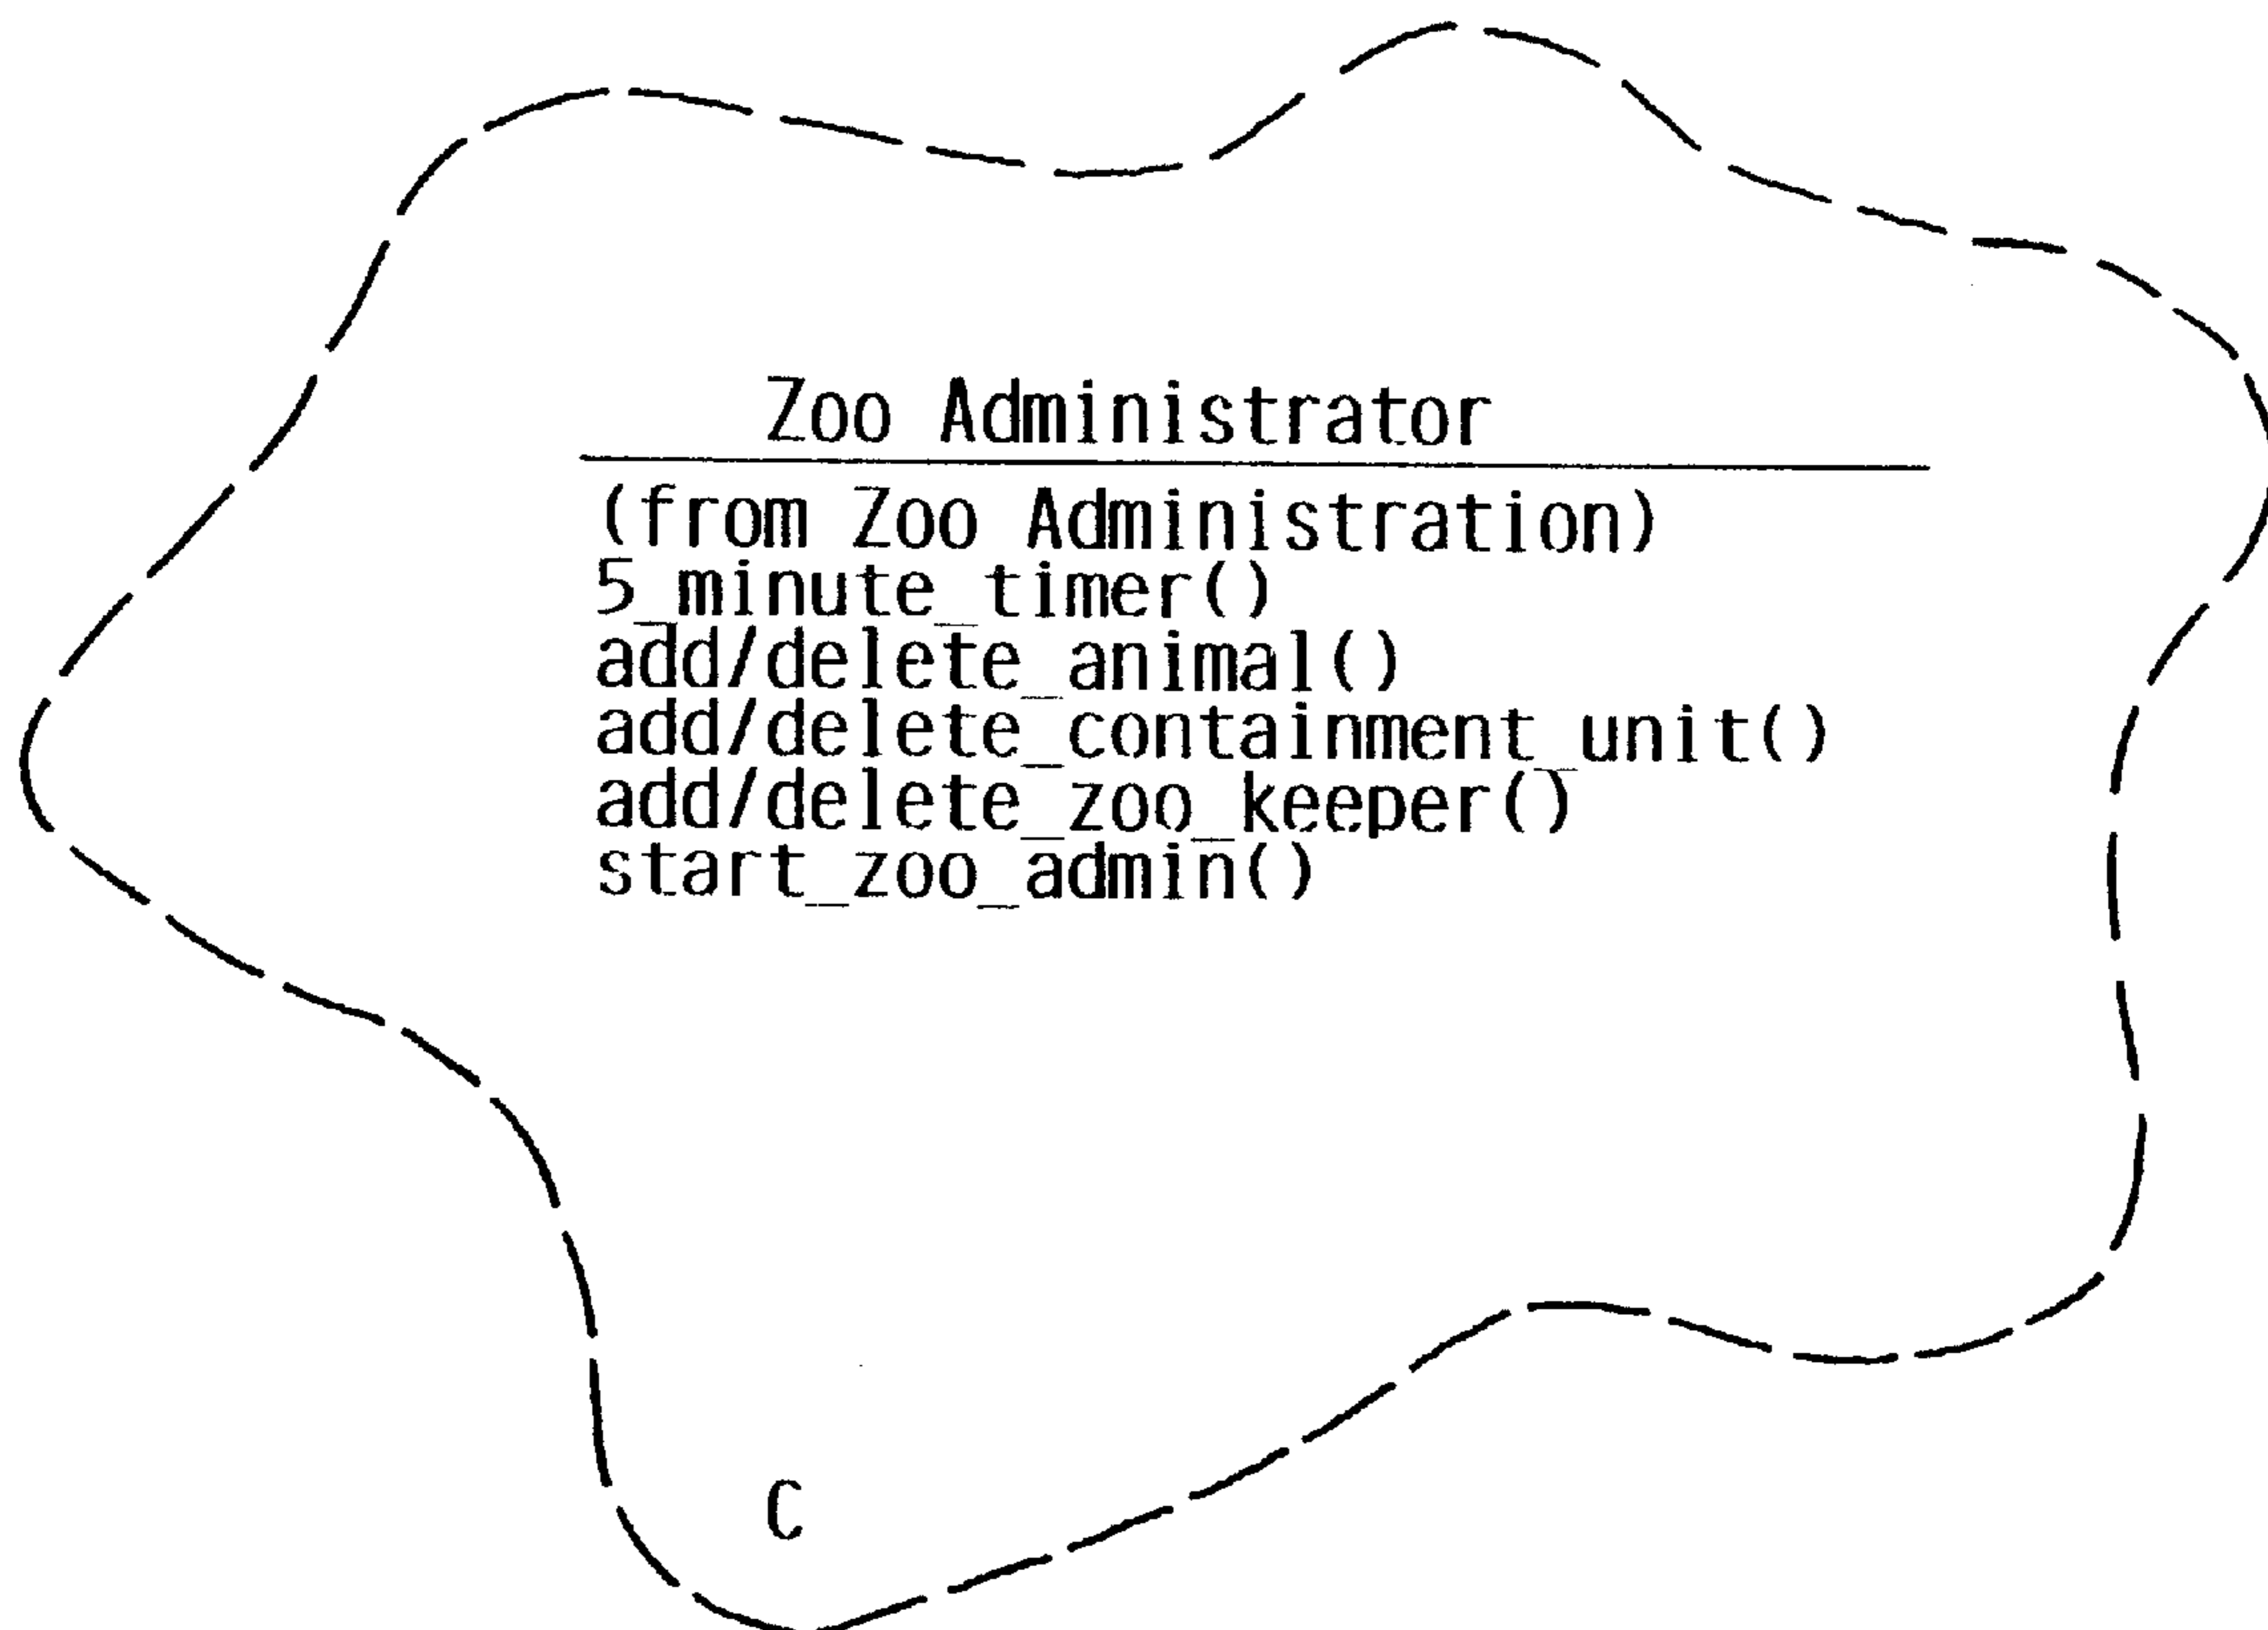 Zoo Administrator
(from Zoo Administration)
5_minute_timer()
add/delete_animal()
add/delete_containment_unit()
add/delete_zoo_keeper()
start_zoo_admin()
C